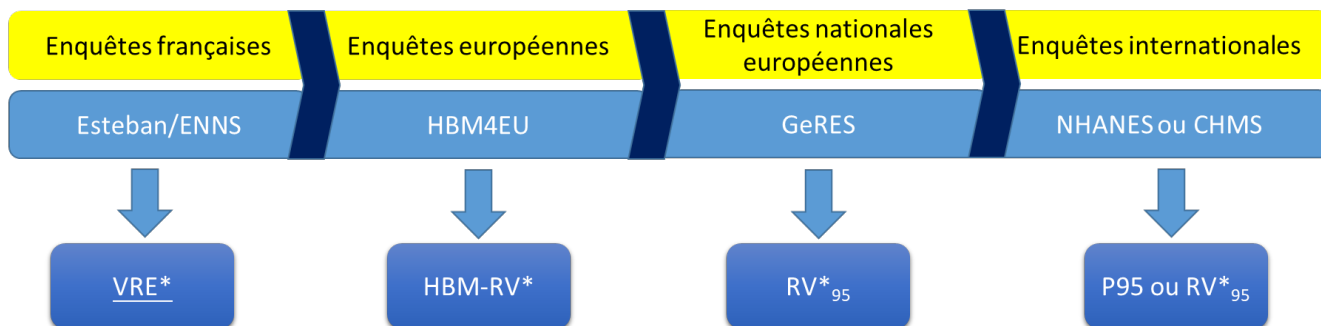 Enquêtes françaises
Enquêtes européennes
Enquêtes nationales
européennes
Enquêtes internationales
Esteban/ENNS
HBM4EU
GeRES
NHANES ou CHMS
VRE*
HBM-RV*
RV*95
P95 ou RV*95